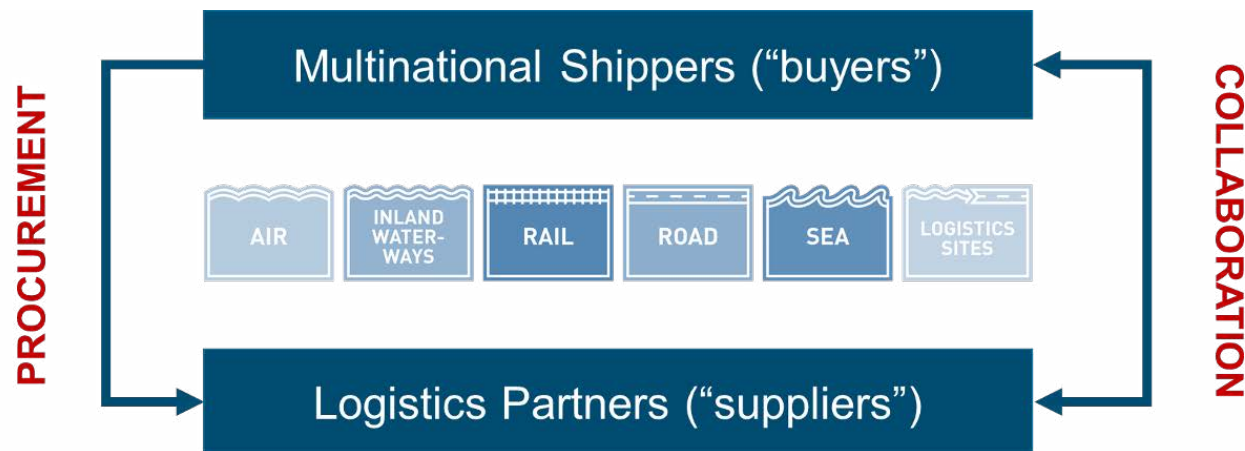 Multinational Shippers (“buyers”)
PROCUREMENT
AIR
INLAND
WATER-
WAYS
RAIL
ROAD
SEA
LOGISTICS
SITES
COLLABORATION
Logistics Partners (“suppliers”)